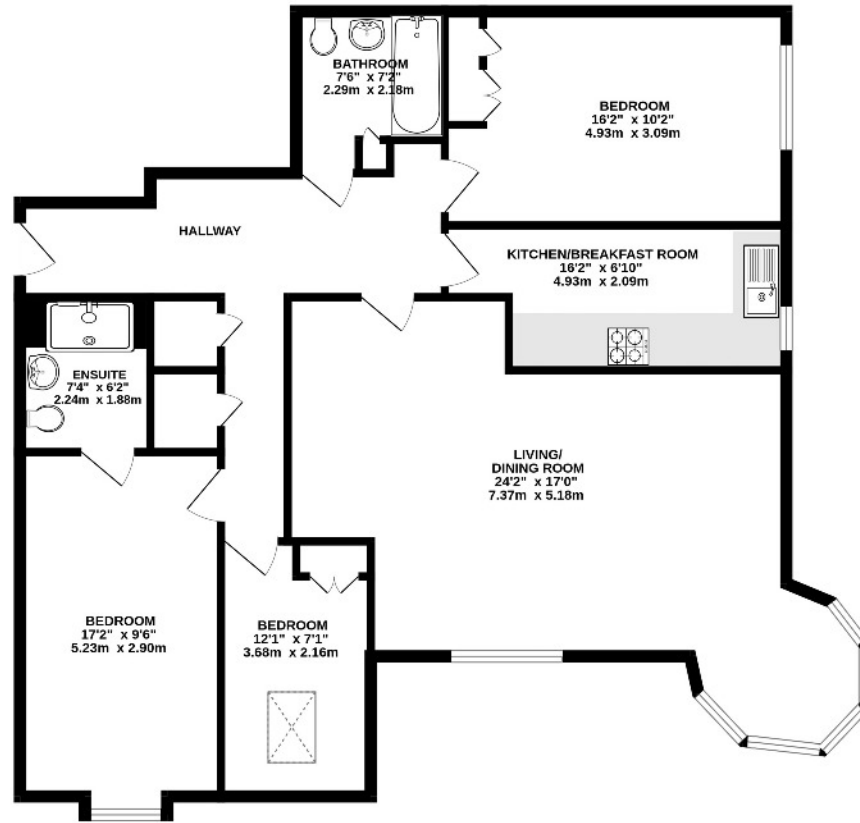 BATHROOM
7'6" x 7'2"
2.29m x 2.18m
BEDROOM
16'2" x 10'2"
4.93m x 3.09m
HALLWAY
KITCHEN/BREAKFAST ROOM
16'2" x 6'10"
4.93m x 2.09m
ENSUITE
7'4" x 6'2"
2.24m x 1.88m
LIVING/
DINING ROOM
24'2" x 17'0"
7.37m x 5.18m
BEDROOM
17'2" x 9'6"
5.23m x 2.90m
BEDROOM
12'1" x 7'1"
3.68m x 2.16m